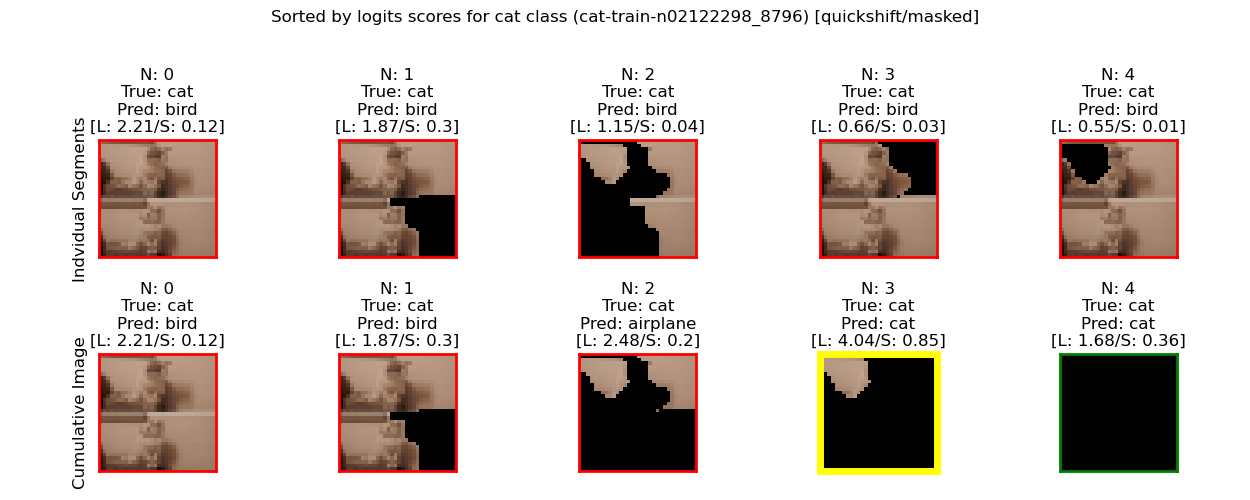 Sorted by logits scores for cat class (cat-train-n02122298_8796) [quickshift/masked]
Indvidual Segments
N: 0
True: cat
Pred: bird
[L: 2.21/S: 0.12]
N: 1
True: cat
Pred: bird
[L: 1.87/S: 0.3]
N: 2
True: cat
Pred: bird
[L: 1.15/S: 0.04]
N: 3
True: cat
Pred: bird
[L: 0.66/S: 0.03]
N: 4
True: cat
Pred: bird
[L: 0.55/S: 0.01]
Cumulative Image
N: 0
True: cat
Pred: bird
[L: 2.21/S: 0.12]
N: 1
True: cat
Pred: bird
[L: 1.87/S: 0.3]
N: 2
True: cat
Pred: airplane
[L: 2.48/S: 0.2]
N: 3
True: cat
Pred: cat
[L: 4.04/S: 0.85]
N: 4
True: cat
Pred: cat
[L: 1.68/S: 0.36]